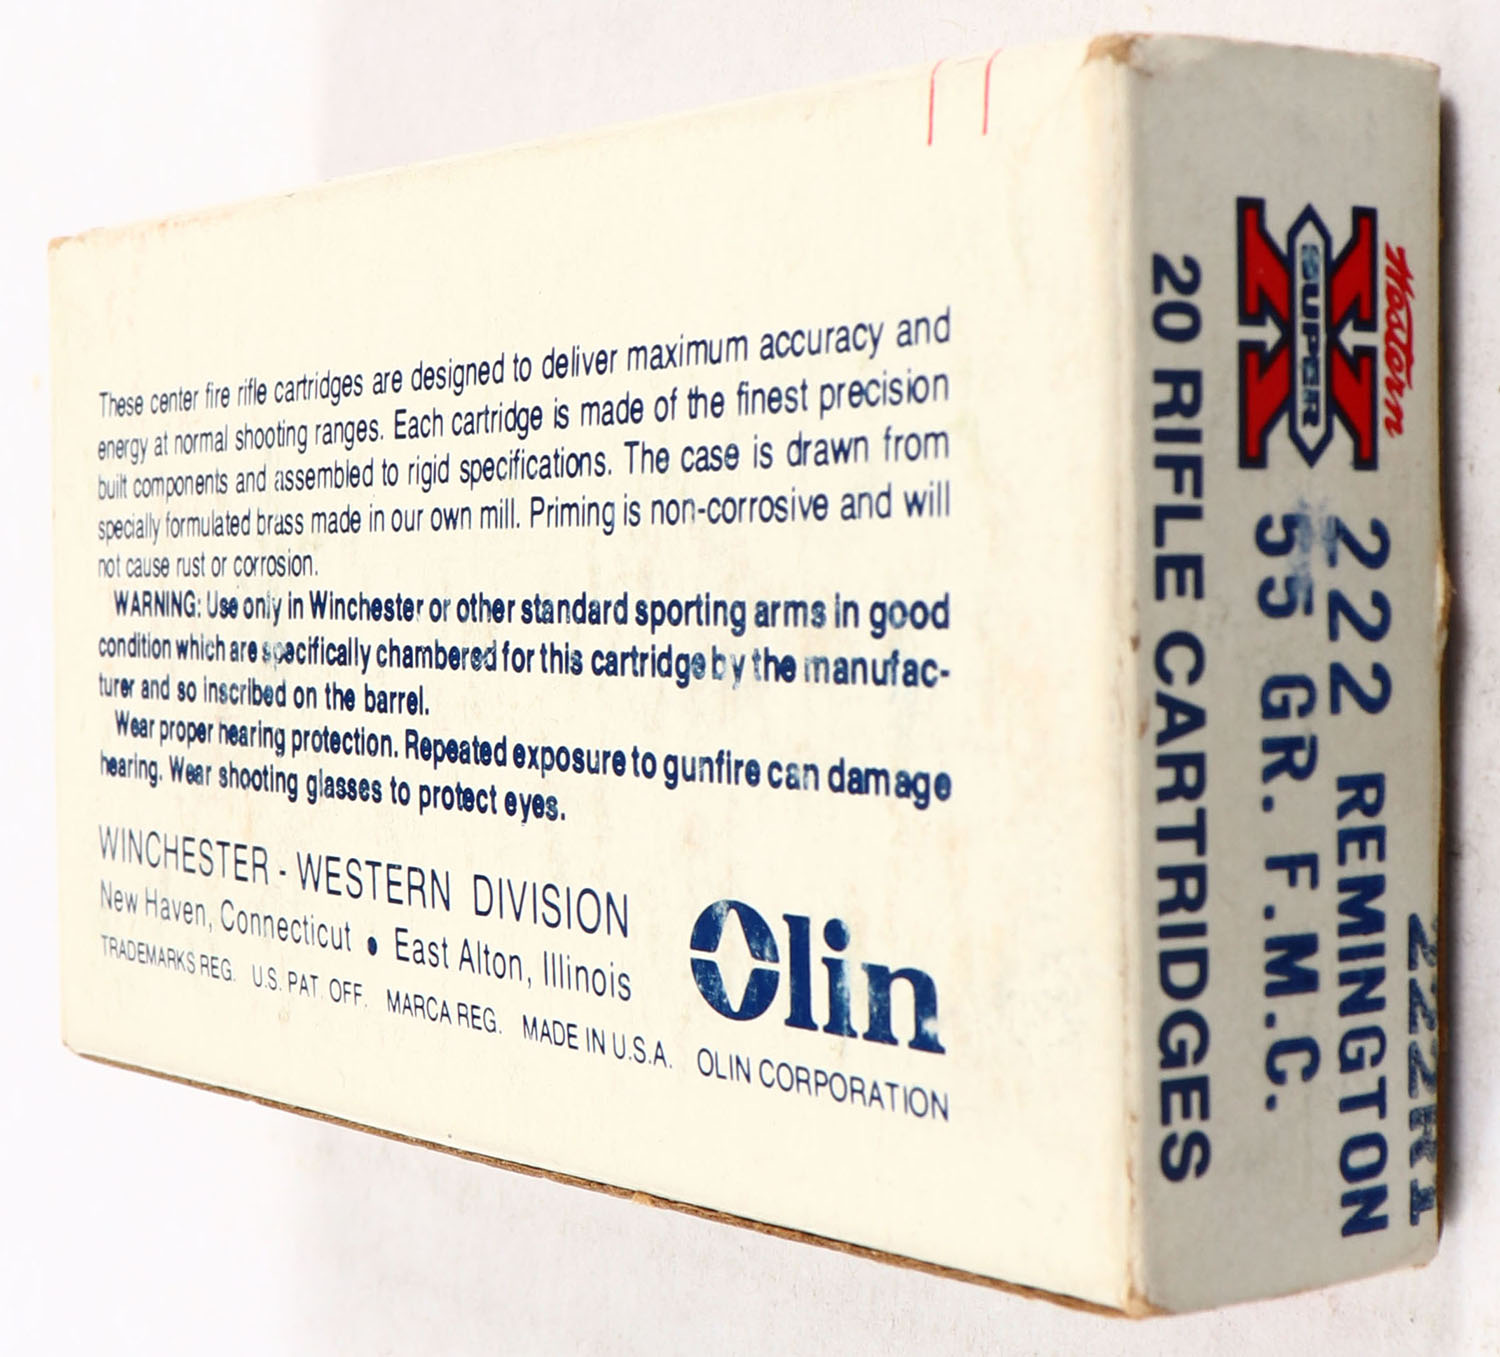 These center fire rifle cartridges are designed to deliver maximum accuracy and
energy at normal shooting ranges. Each cartridge is made of the finest precision
built components and assembled to rigid specifications. The case is drawn from
specially formulated brass made in our own mill. Priming is non-corrosive and will
not cause rust or corrosion.
WARNING: Use only in Winchester or other standard sporting arms in good
condition which are specifically chambered for this cartridge by the manufac-
turer and so inscribed on the barrel.
Wear proper hearing protection. Repeated exposure to gunfire can damage
hearing. Wear shooting glasses to protect eyes.
WINCHESTER - WESTERN DIVISION
New Haven, Connecticut • East Alton, Illinois
TRADEMARKS REG. U.S. PAT. OFF. MARCA REG. MADE IN U.S.A. OLIN CORPORATION
Olin
Western
SUPER X
222R1
222 REMINGTON
55 GR. F.M.C.
20 RIFLE CARTRIDGES